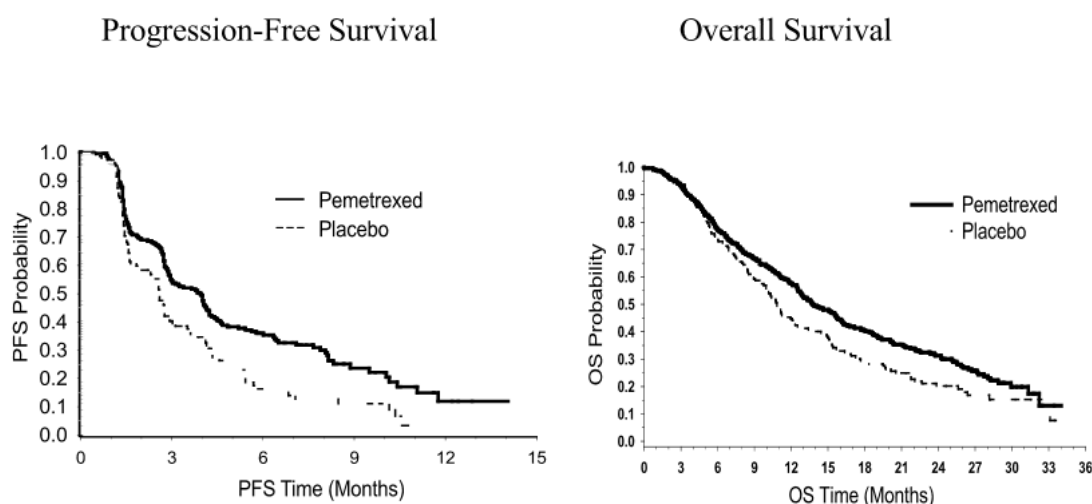 Progression-Free Survival
Overall Survival
PFS Probability
1.0
0.9
0.8
0.7
0.6
0.5
0.4
0.3
0.2
0.1
0.0
Pemetrexed
Placebo
0 3 6 9 12 15
PFS Time (Months)
OS Probability
1.0
0.9
0.8
0.7
0.6
0.5
0.4
0.3
0.2
0.1
0.0
Pemetrexed
Placebo
0 3 6 9 12 15 18 21 24 27 30 33 36
OS Time (Months)